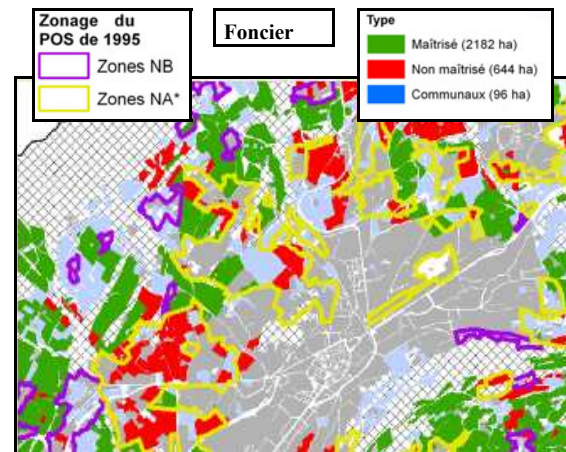 Zonage du
POS de 1995
Zones NB
Zones NA*
Foncier
Type
Maîtrisé (2182 ha)
Non maîtrisé (644 ha)
Communaux (96 ha)